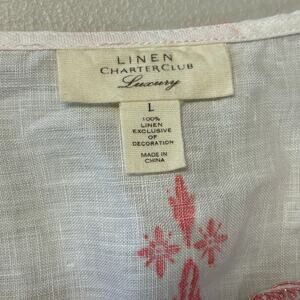 LINEN
CHARTER CLUB
Luxury
L
100%
LINEN
EXCLUSIVE
OF
DECORATION
MADE IN
CHINA